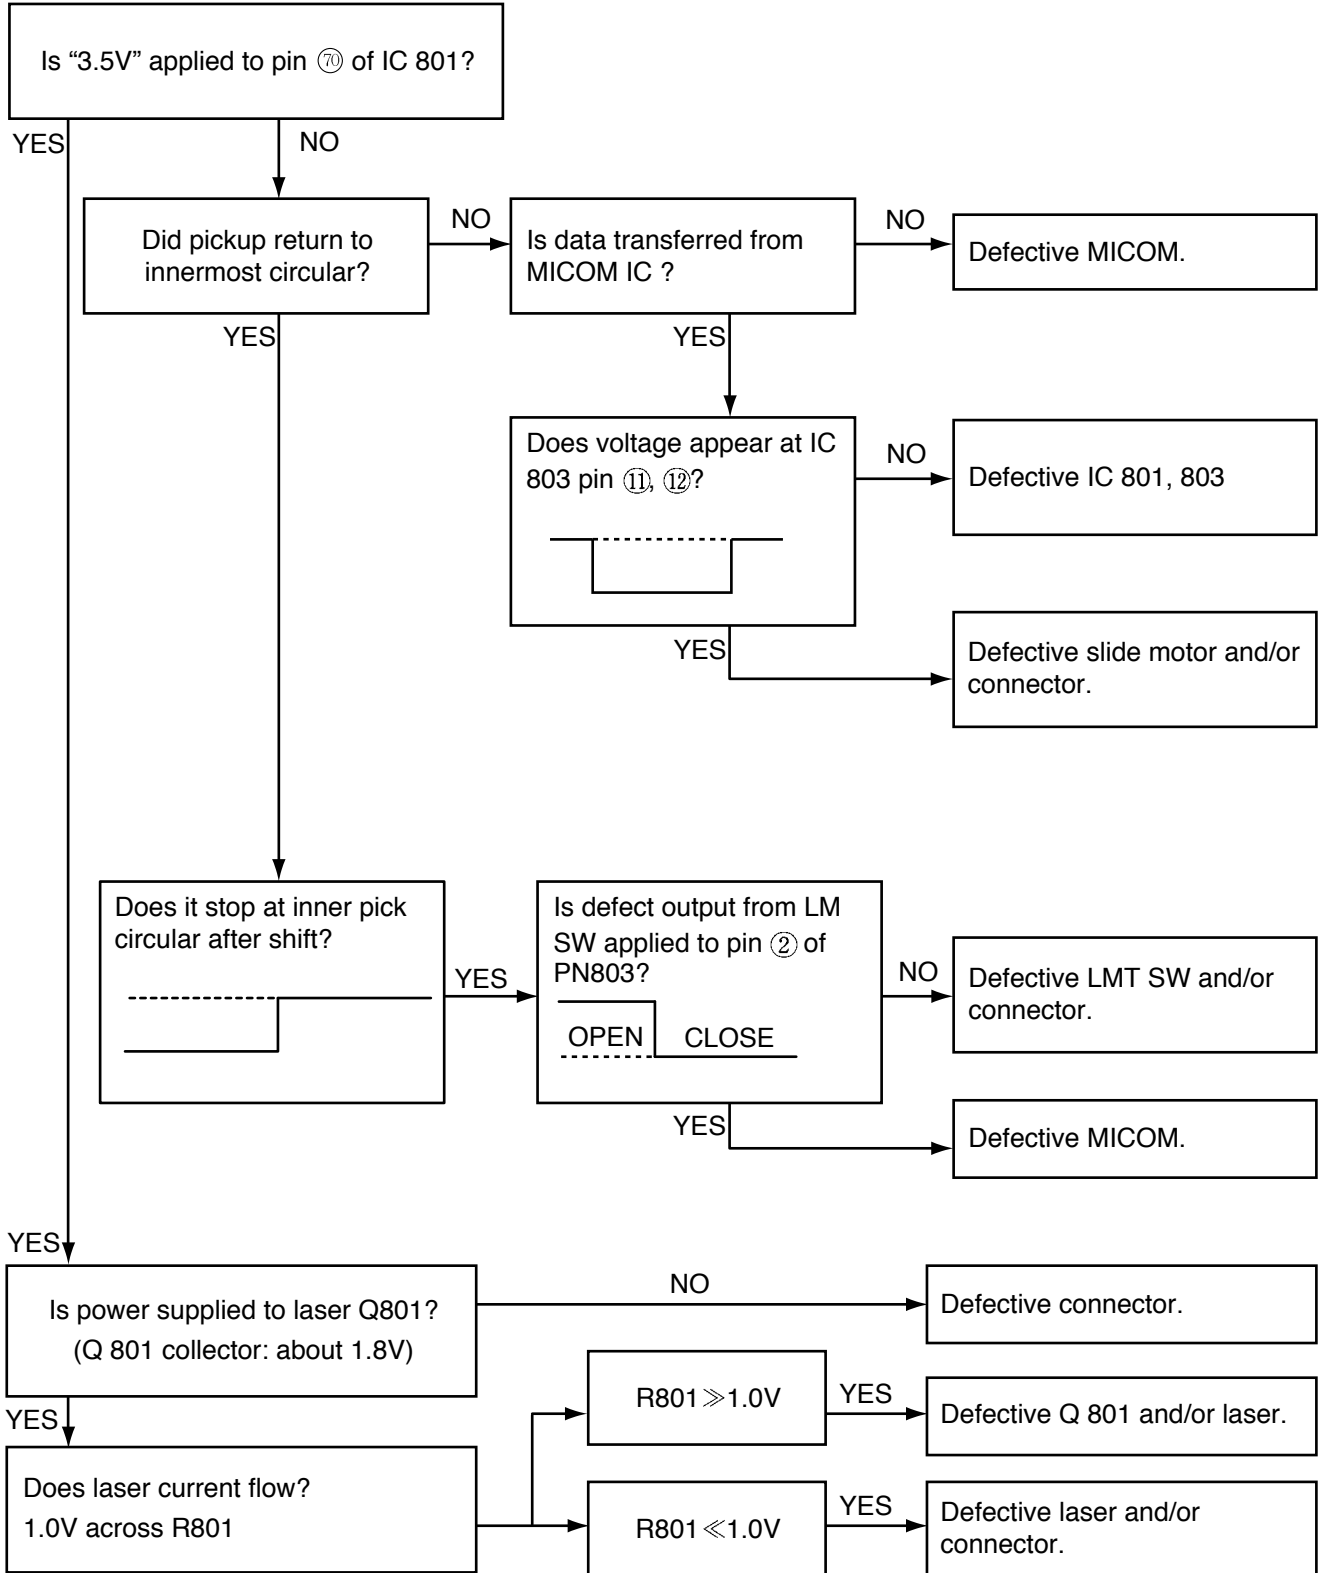 Is “3.5V” applied to pin ⑦⓪ of IC 801?
YES
NO
Did pickup return to
innermost circular?
NO
Is data transferred from
MICOM IC ?
NO
Defective MICOM.
YES
YES
Does voltage appear at IC
803 pin ⑪, ⑫?
NO
Defective IC 801, 803
YES
Defective slide motor and/or
connector.
Does it stop at inner pick
circular after shift?
YES
Is defect output from LM
SW applied to pin ② of
PN803?
OPEN CLOSE
NO
Defective LMT SW and/or
connector.
YES
Defective MICOM.
YES
Is power supplied to laser Q801?
(Q 801 collector: about 1.8V)
NO
Defective connector.
YES
R801≫1.0V
YES
Defective Q 801 and/or laser.
Does laser current flow?
1.0V across R801
R801≪1.0V
YES
Defective laser and/or
connector.